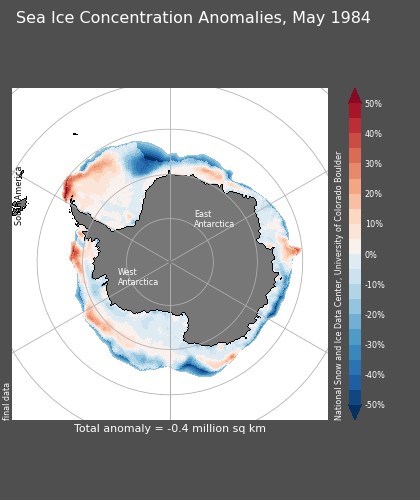 Sea Ice Concentration Anomalies, May 1984
South America
East
Antarctica
West
Antarctica
50%
40%
30%
20%
10%
0%
-10%
-20%
-30%
-40%
-50%
National Snow and Ice Data Center, University of Colorado Boulder
final data
Total anomaly = -0.4 million sq km